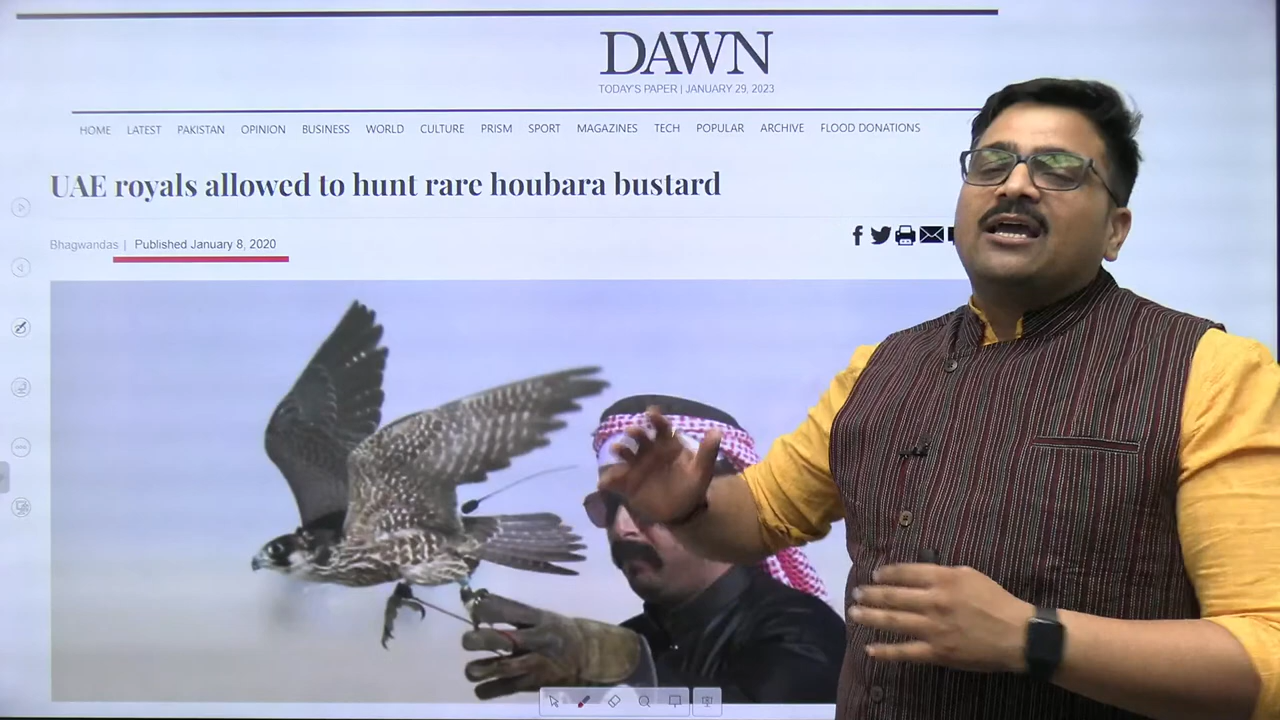 DAWN
TODAY'S PAPER | JANUARY 29, 2023
HOME LATEST PAKISTAN OPINION BUSINESS WORLD CULTURE PRISM SPORT MAGAZINES TECH POPULAR ARCHIVE FLOOD DONATIONS
UAE royals allowed to hunt rare houbara bustard
Bhagwandas | Published January 8, 2020